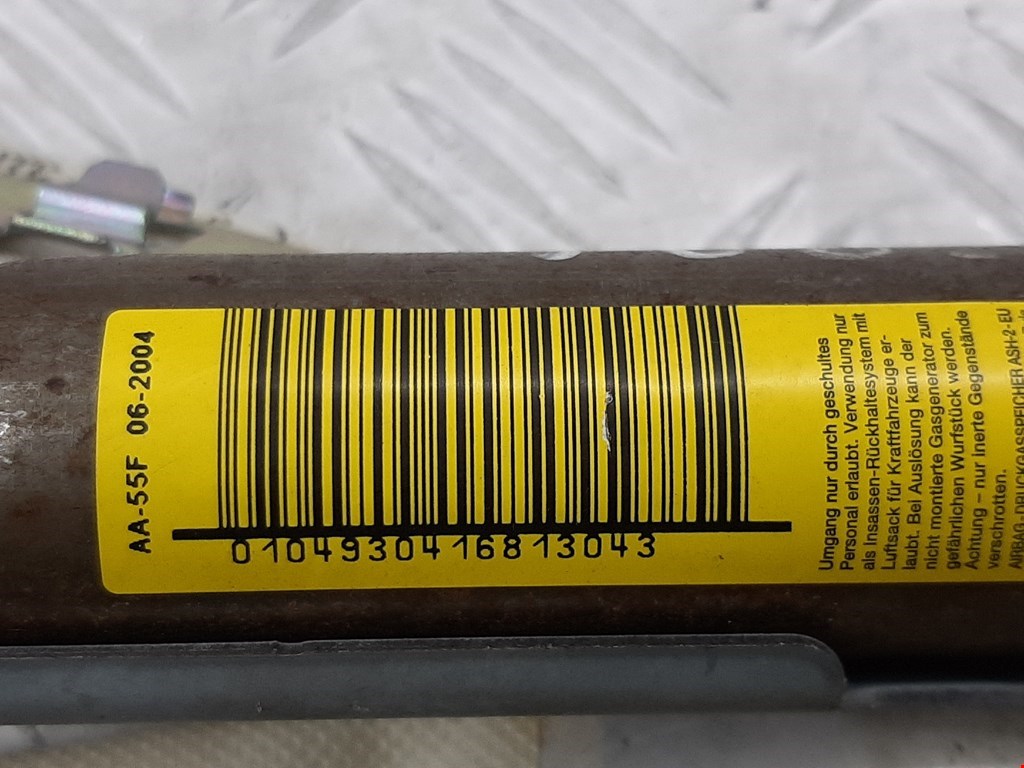 AA-55F 06-2004
0104930416813043
Umgang nur durch geschultes
Personal erlaubt. Verwendung nur
als Insassen-Rückhaltesystem mit
Luftsack für Kraftfahrzeuge er-
laubt. Bei Auslösung kann der
nicht montierte Gasgenerator zum
gefährlichen Wurfstück werden.
Achtung – nur inerte Gegenstände
verschrotten.
AIRBAG-DRUCKGASSPEICHER ASH-2-EU